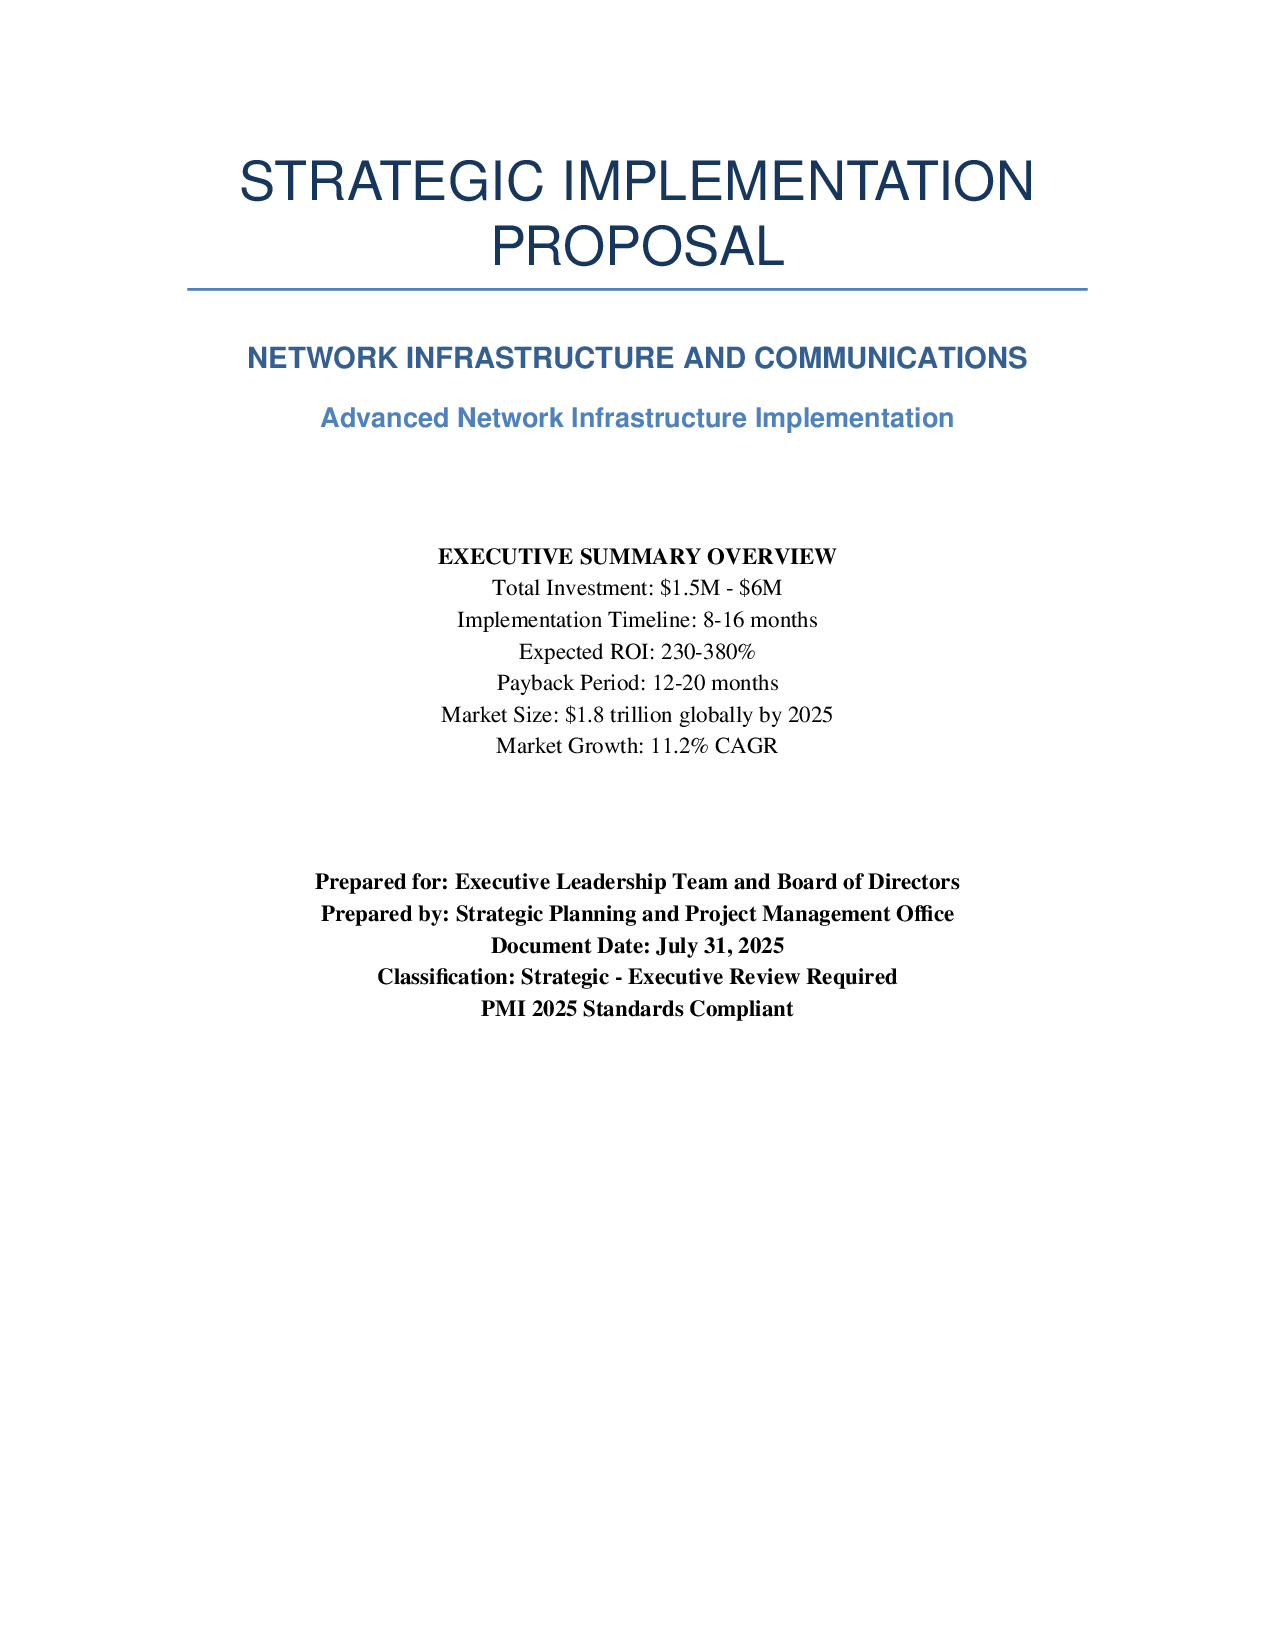 STRATEGIC IMPLEMENTATION
PROPOSAL
NETWORK INFRASTRUCTURE AND COMMUNICATIONS
Advanced Network Infrastructure Implementation
EXECUTIVE SUMMARY OVERVIEW
Total Investment: $1.5M - $6M
Implementation Timeline: 8-16 months
Expected ROI: 230-380%
Payback Period: 12-20 months
Market Size: $1.8 trillion globally by 2025
Market Growth: 11.2% CAGR
Prepared for: Executive Leadership Team and Board of Directors
Prepared by: Strategic Planning and Project Management Office
Document Date: July 31, 2025
Classification: Strategic - Executive Review Required
PMI 2025 Standards Compliant